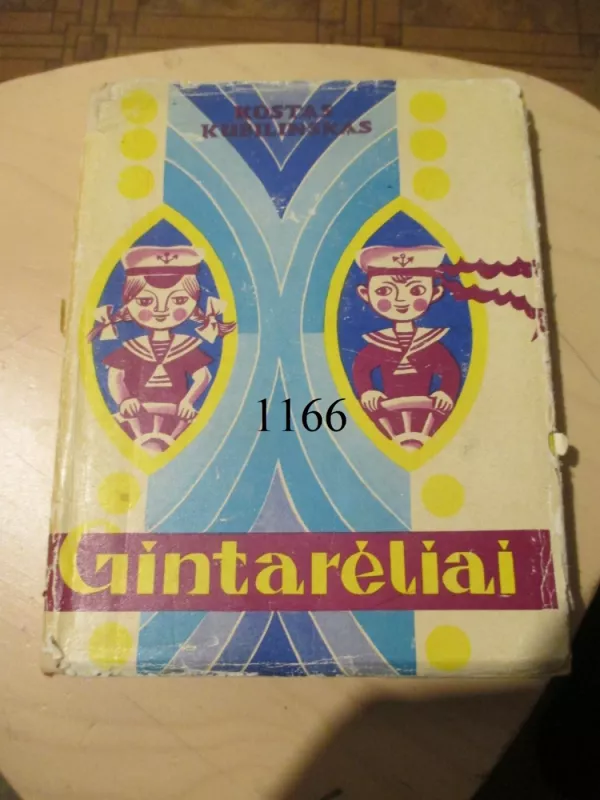 KOSTAS
KUBILINSKAS
1166
Gintarėliai